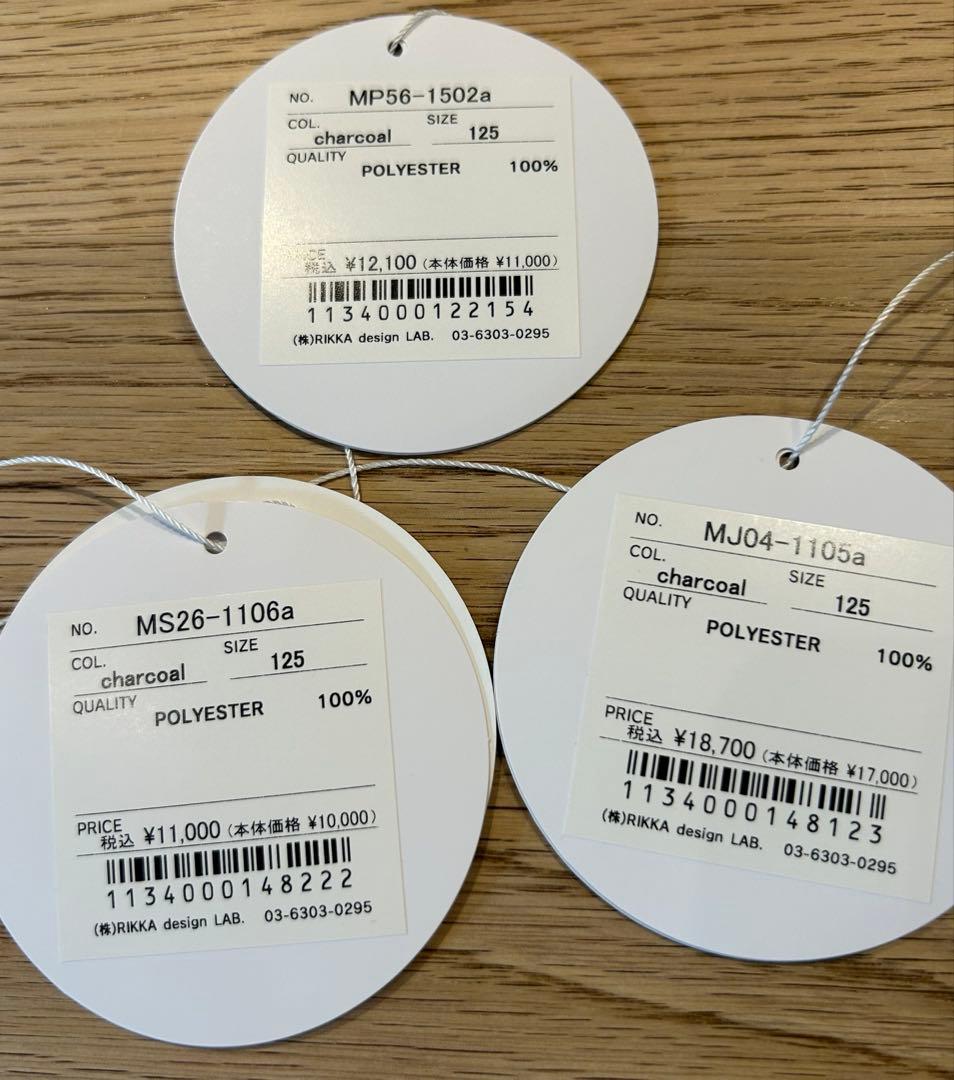 NO. MP56-1502a
COL. charcoal SIZE 125
QUALITY
POLYESTER 100%
税込 ¥12,100 (本体価格 ¥11,000)
1134000122154
(株)RIKKA design LAB. 03-6303-0295
NO. MS26-1106a
COL. charcoal SIZE 125
QUALITY
POLYESTER 100%
PRICE
税込 ¥11,000 (本体価格 ¥10,000)
1134000148222
(株)RIKKA design LAB. 03-6303-0295
NO. MJ04-1105a
COL. charcoal SIZE 125
QUALITY
POLYESTER 100%
PRICE
税込 ¥18,700 (本体価格 ¥17,000)
1134000148123
(株)RIKKA design LAB. 03-6303-0295